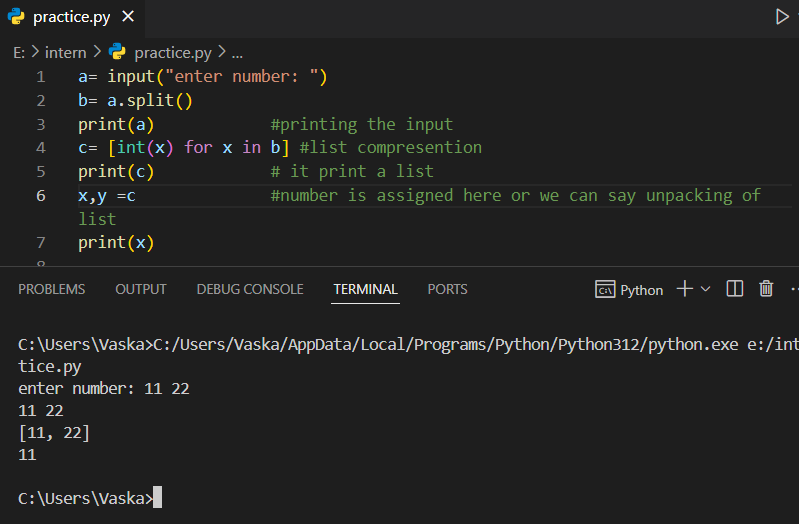 practice.py ×
E: > intern > practice.py > ...
1 a= input("enter number: ")
2 b= a.split()
3 print(a) #printing the input
4 c= [int(x) for x in b] #list compresention
5 print(c) # it print a list
6 x,y =c #number is assigned here or we can say unpacking of
list
7 print(x)
PROBLEMS OUTPUT DEBUG CONSOLE TERMINAL PORTS Python
C:\Users\Vaska>C:/Users/Vaska/AppData/Local/Programs/Python/Python312/python.exe e:/int
tice.py
enter number: 11 22
11 22
[11, 22]
11
C:\Users\Vaska>